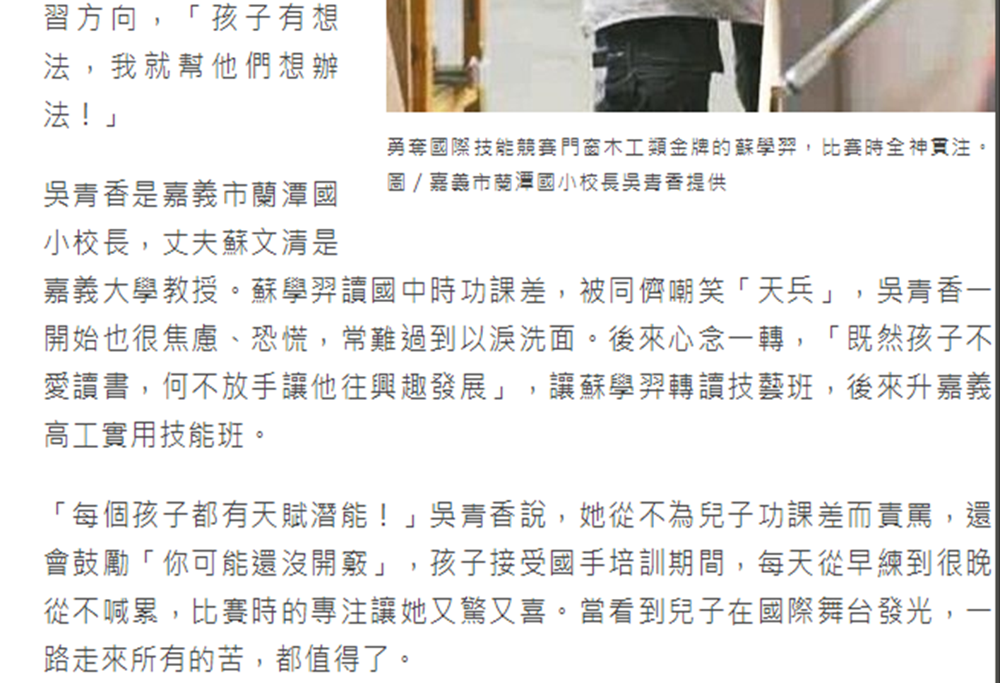 習方向，「孩子有想
法，我就幫他們想辦
法！」
勇奪國際技能競賽門窗木工類金牌的蘇學羿，比賽時全神貫注。
圖／嘉義市蘭潭國小校長吳青香提供
吳青香是嘉義市蘭潭國
小校長，丈夫蘇文清是
嘉義大學教授。蘇學羿讀國中時功課差，被同儕嘲笑「天兵」，吳青香一
開始也很焦慮、恐慌，常難過到以淚洗面。後來心念一轉，「既然孩子不
愛讀書，何不放手讓他往興趣發展」，讓蘇學羿轉讀技藝班，後來升嘉義
高工實用技能班。
「每個孩子都有天賦潛能！」吳青香說，她從不為兒子功課差而責罵，還
會鼓勵「你可能還沒開竅」，孩子接受國手培訓期間，每天從早練到很晚
從不喊累，比賽時的專注讓她又驚又喜。當看到兒子在國際舞台發光，一
路走來所有的苦，都值得了。